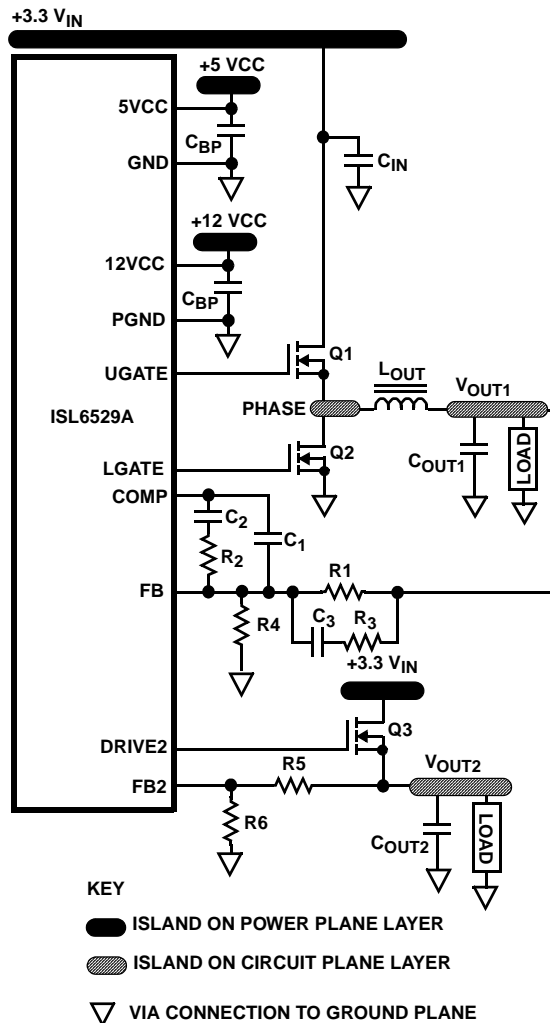 +3.3 VIN
+5 VCC
5VCC
CBP
GND
CIN
+12 VCC
12VCC
CBP
PGND
Q1
UGATE
LOUT
VOUT1
PHASE
ISL6529A
Q2
COUT1
LOAD
LGATE
COMP
C2
C1
R2
FB
R1
R4
C3
R3
+3.3 VIN
Q3
DRIVE2
VOUT2
R5
FB2
R6
COUT2
LOAD
KEY
ISLAND ON POWER PLANE LAYER
ISLAND ON CIRCUIT PLANE LAYER
VIA CONNECTION TO GROUND PLANE